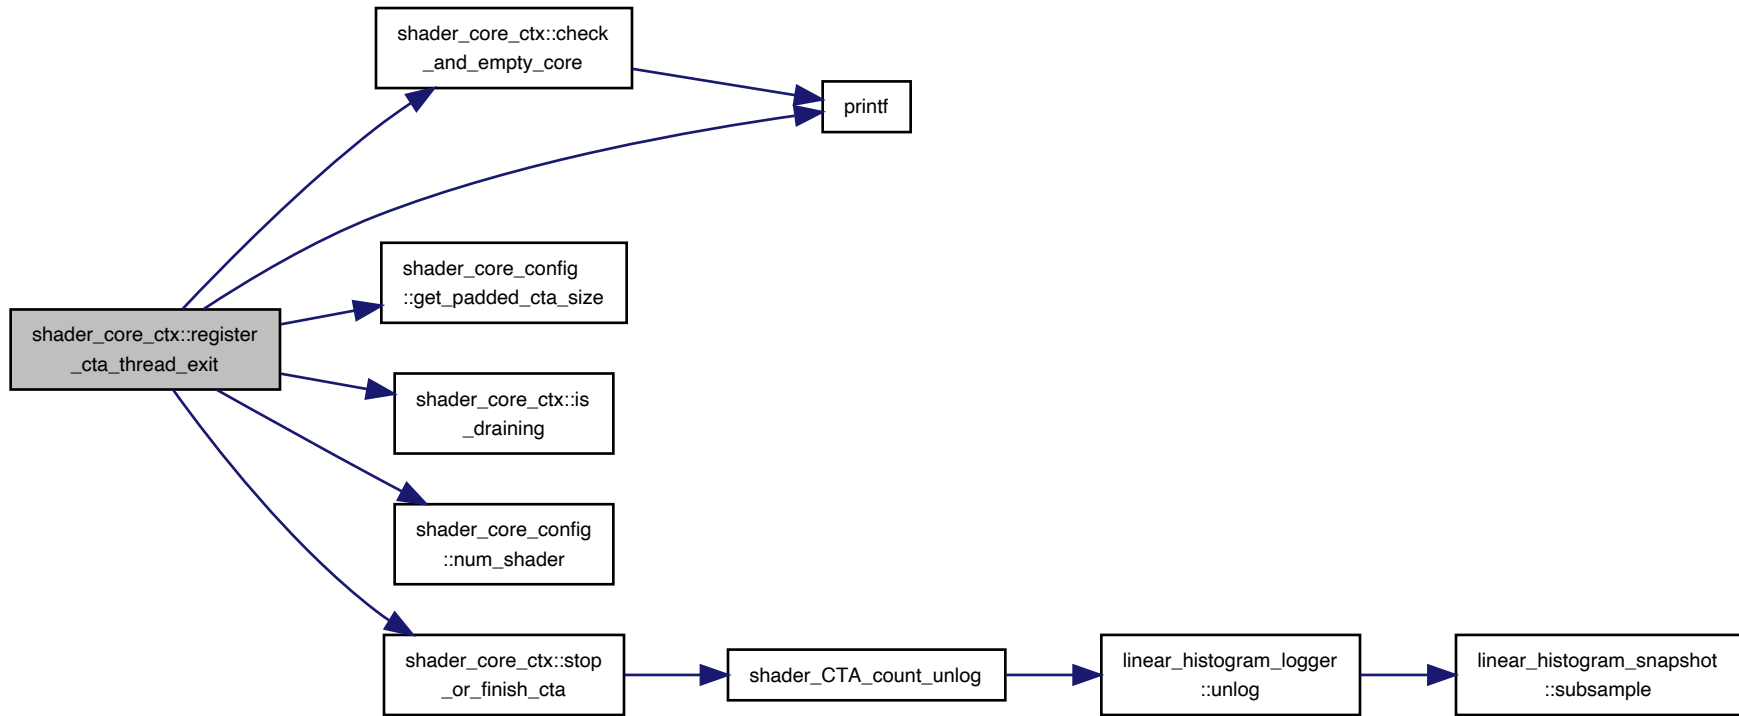 shader_core_ctx::check
_and_empty_core
printf
shader_core_config
::get_padded_cta_size
shader_core_ctx::register
_cta_thread_exit
shader_core_ctx::is
_draining
shader_core_config
::num_shader
shader_core_ctx::stop
_or_finish_cta
shader_CTA_count_unlog
linear_histogram_logger
::unlog
linear_histogram_snapshot
::subsample